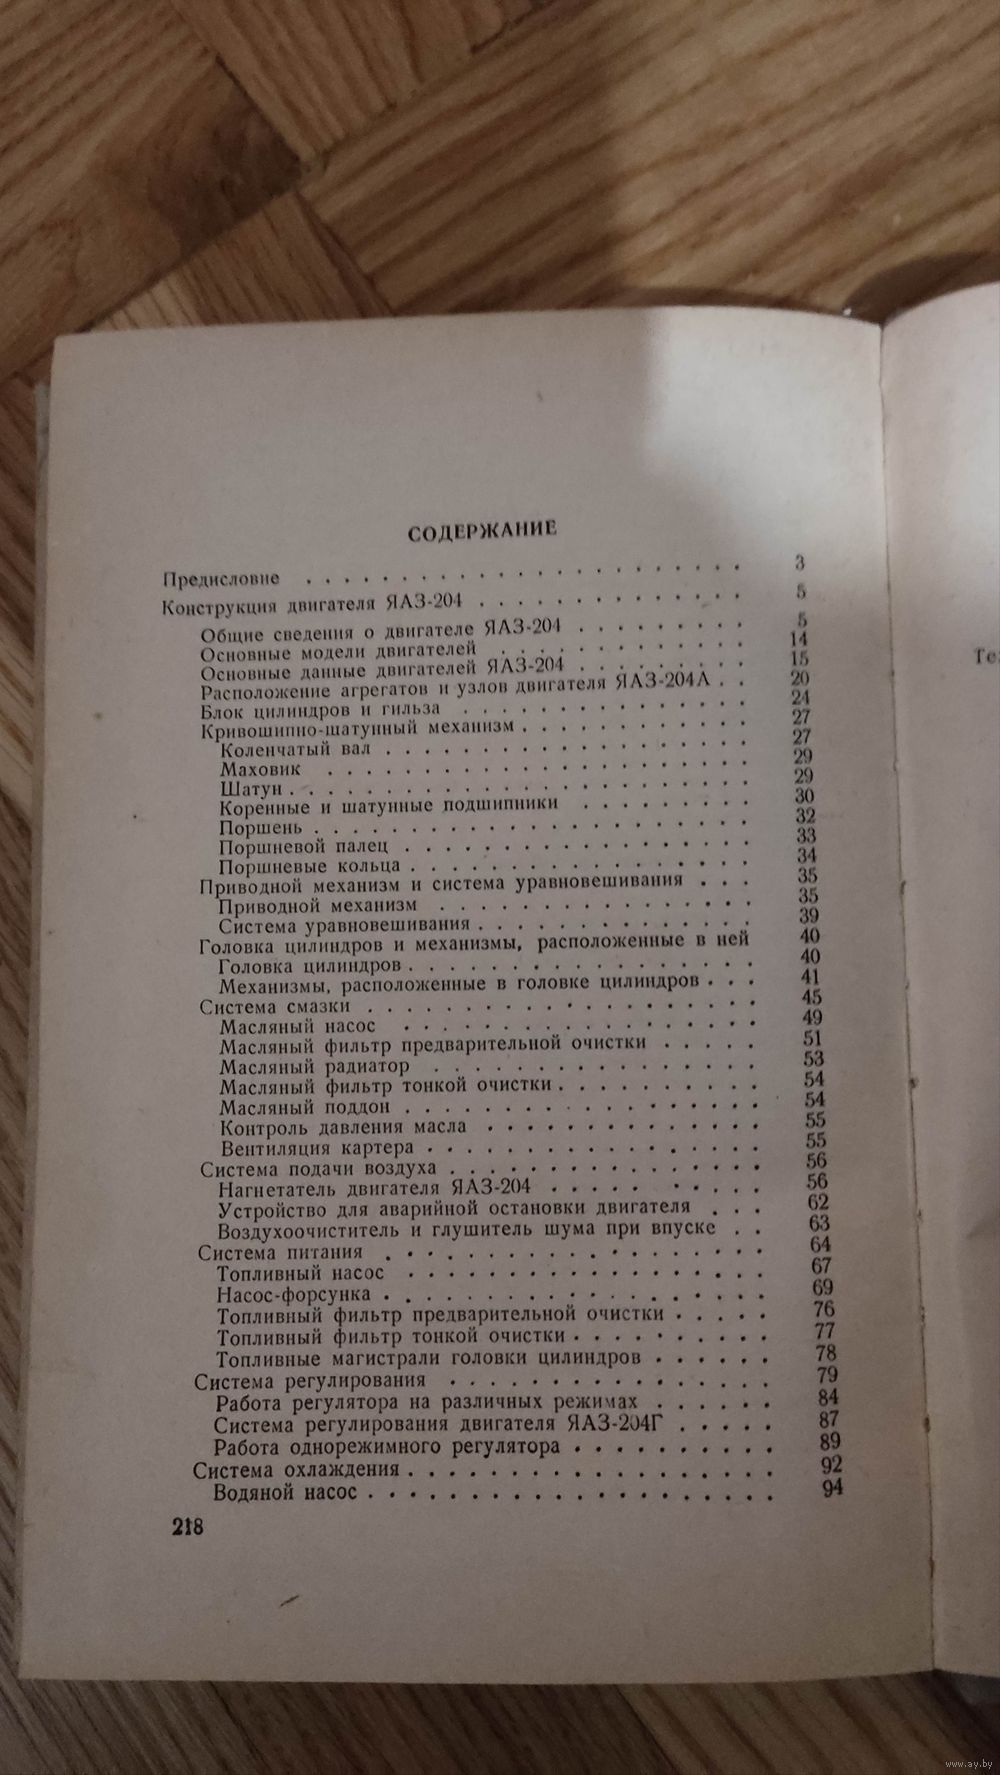 СОДЕРЖАНИЕ
Предисловие . . . . . . . . . . . . . . . . . . . . 3
Конструкция двигателя ЯАЗ-204 . . . . . . . . . . . . 5
Общие сведения о двигателе ЯАЗ-204 . . . . . . . . . 5
Основные модели двигателей . . . . . . . . . . . . . 14
Основные данные двигателей ЯАЗ-204 . . . . . . . . . 15
Расположение агрегатов и узлов двигателя ЯАЗ-204А . . 20
Блок цилиндров и гильза . . . . . . . . . . . . . . . 24
Кривошипно-шатунный механизм . . . . . . . . . . . . 27
Коленчатый вал . . . . . . . . . . . . . . . . . . . 27
Маховик . . . . . . . . . . . . . . . . . . . . . . 29
Шатун . . . . . . . . . . . . . . . . . . . . . . . 29
Коренные и шатунные подшипники . . . . . . . . . 30
Поршень . . . . . . . . . . . . . . . . . . . . . . 32
Поршневой палец . . . . . . . . . . . . . . . . . . 33
Поршневые кольца . . . . . . . . . . . . . . . . . . 34
Приводной механизм и система уравновешивания . . . 35
Приводной механизм . . . . . . . . . . . . . . . . 35
Система уравновешивания . . . . . . . . . . . . . . 39
Головка цилиндров и механизмы, расположенные в ней 40
Головка цилиндров . . . . . . . . . . . . . . . . . . 40
Механизмы, расположенные в головке цилиндров . . . 41
Система смазки . . . . . . . . . . . . . . . . . . . . 45
Масляный насос . . . . . . . . . . . . . . . . . . 49
Масляный фильтр предварительной очистки . . . . . 51
Масляный радиатор . . . . . . . . . . . . . . . . 53
Масляный фильтр тонкой очистки . . . . . . . . . . 54
Масляный поддон . . . . . . . . . . . . . . . . . . 54
Контроль давления масла . . . . . . . . . . . . . . 55
Вентиляция картера . . . . . . . . . . . . . . . . . 55
Система подачи воздуха . . . . . . . . . . . . . . . . 56
Нагнетатель двигателя ЯАЗ-204 . . . . . . . . . . 56
Устройство для аварийной остановки двигателя . . . 62
Воздухоочиститель и глушитель шума при впуске . . 63
Система питания . . . . . . . . . . . . . . . . . . . 64
Топливный насос . . . . . . . . . . . . . . . . . . 67
Насос-форсунка . . . . . . . . . . . . . . . . . . . 69
Топливный фильтр предварительной очистки . . . . . 76
Топливный фильтр тонкой очистки . . . . . . . . . . 77
Топливные магистрали головки цилиндров . . . . . . 78
Система регулирования . . . . . . . . . . . . . . . . 79
Работа регулятора на различных режимах . . . . . . 84
Система регулирования двигателя ЯАЗ-204Г . . . . . 87
Работа однорежимного регулятора . . . . . . . . . . 89
Система охлаждения . . . . . . . . . . . . . . . . . . 92
Водяной насос . . . . . . . . . . . . . . . . . . . . 94
218
www.ay.by